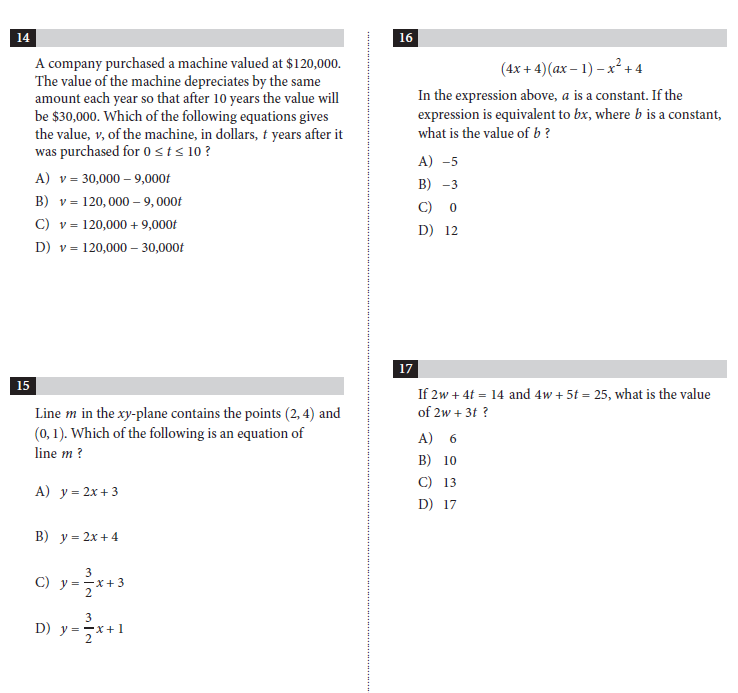 14
A company purchased a machine valued at $120,000.
The value of the machine depreciates by the same
amount each year so that after 10 years the value will
be $30,000. Which of the following equations gives
the value, v, of the machine, in dollars, t years after it
was purchased for 0 ≤ t ≤ 10 ?
A) v = 30,000 – 9,000t
B) v = 120, 000 – 9, 000t
C) v = 120,000 + 9,000t
D) v = 120,000 – 30,000t
15
Line m in the xy-plane contains the points (2, 4) and
(0, 1). Which of the following is an equation of
line m ?
A) y = 2x + 3
B) y = 2x + 4
C) y = 3/2 x + 3
D) y = 3/2 x + 1
16
(4x + 4)(ax – 1) – x² + 4
In the expression above, a is a constant. If the
expression is equivalent to bx, where b is a constant,
what is the value of b ?
A) –5
B) –3
C) 0
D) 12
17
If 2w + 4t = 14 and 4w + 5t = 25, what is the value
of 2w + 3t ?
A) 6
B) 10
C) 13
D) 17